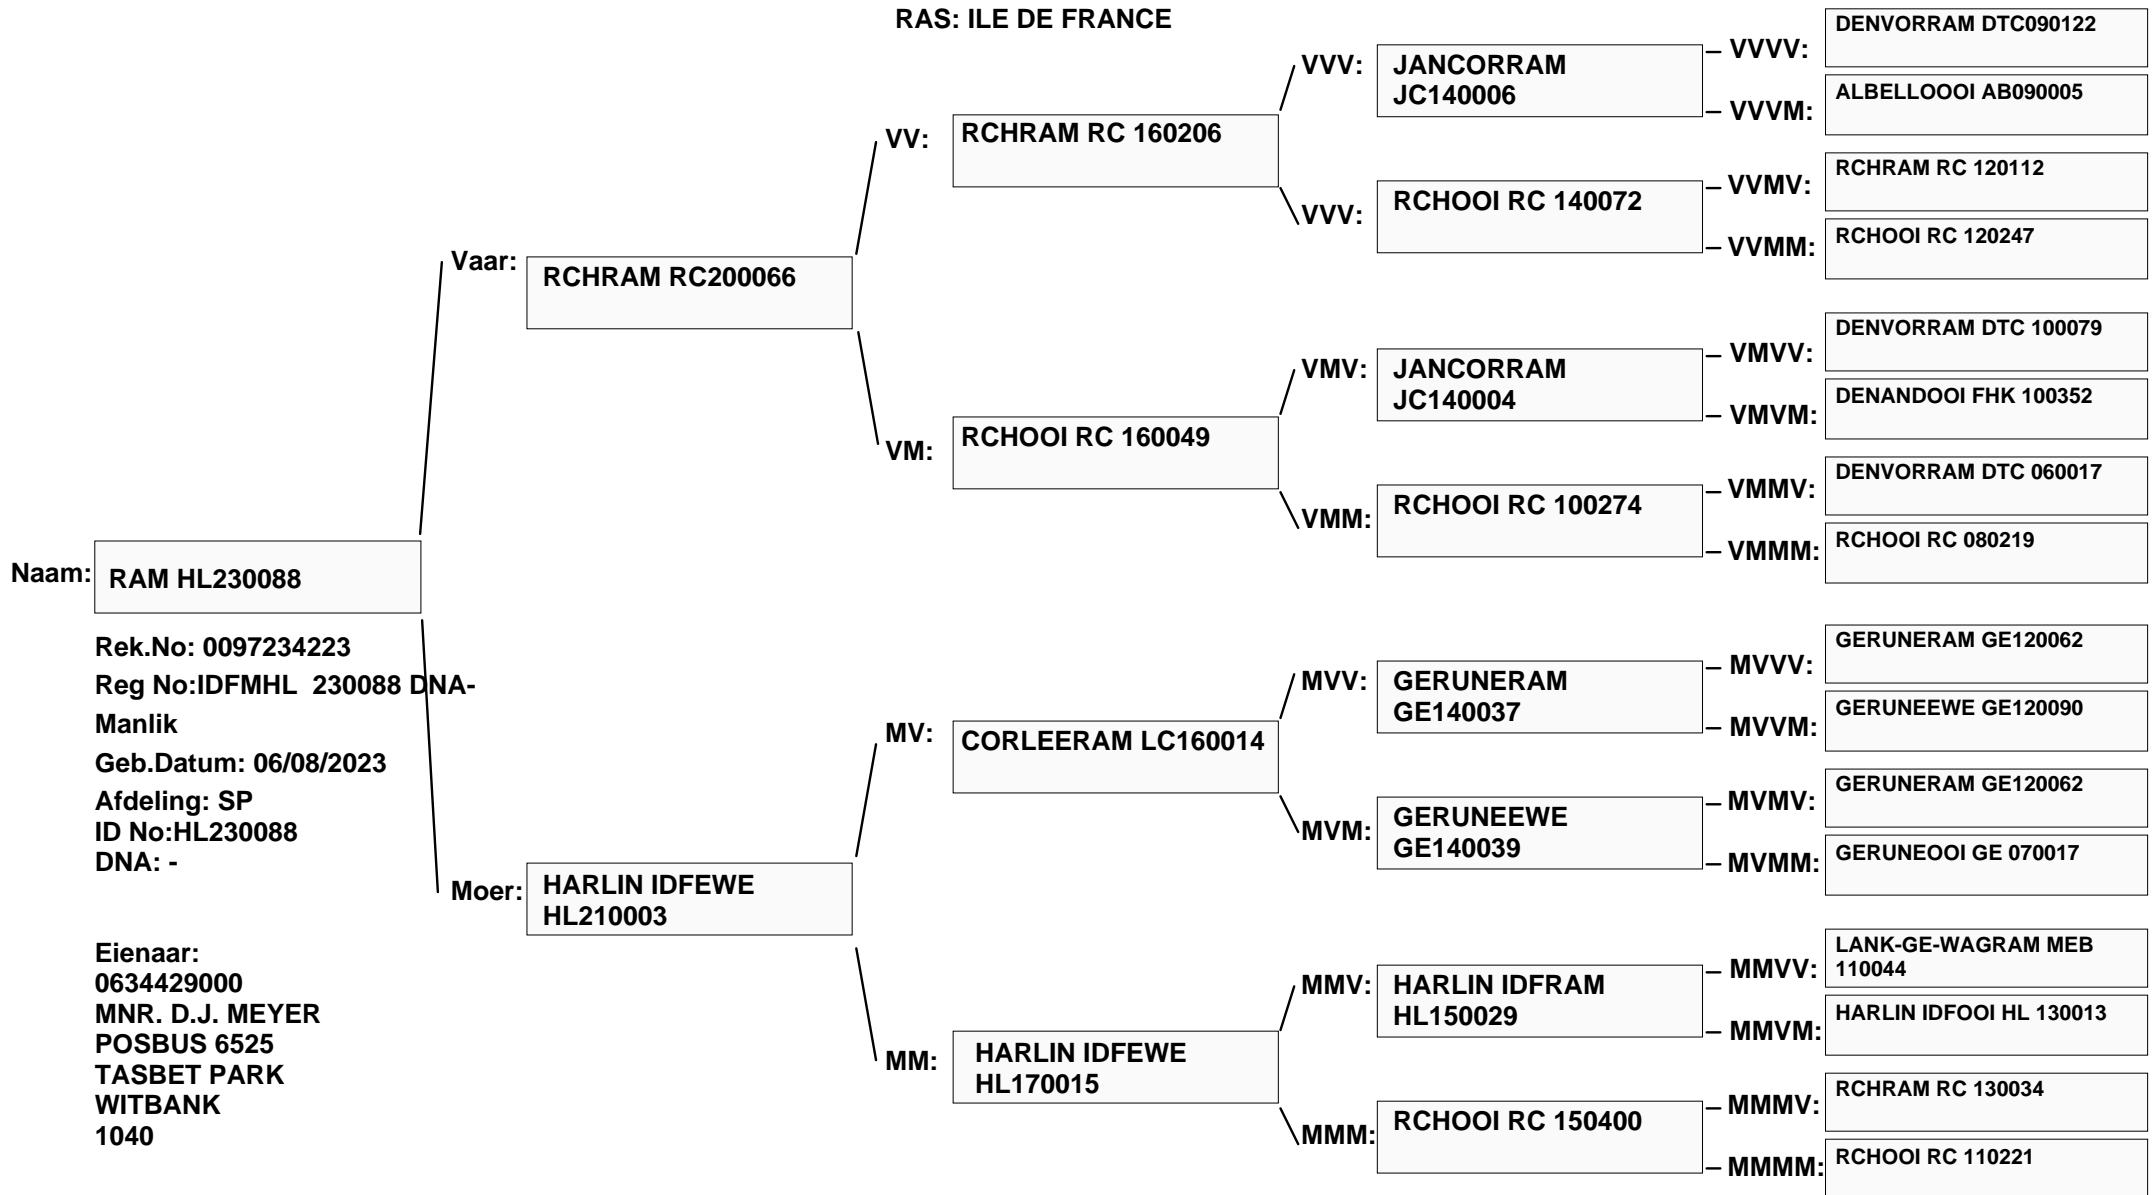 RAS: ILE DE FRANCE
Naam:
RAM HL230088
Rek.No: 0097234223
Reg No:IDFMHL  230088 DNA-
Manlik
Geb.Datum: 06/08/2023
Afdeling: SP
ID No:HL230088
DNA: -
Eienaar:
0634429000
MNR. D.J. MEYER
POSBUS 6525
TASBET PARK
WITBANK
1040
Vaar:
RCHRAM RC200066
Moer:
HARLIN IDFEWE
HL210003
VV:
RCHRAM RC 160206
VM:
RCHOOI RC 160049
MV:
CORLEERAM LC160014
MM:
HARLIN IDFEWE
HL170015
VVV:
JANCORRAM
JC140006
VVV:
RCHOOI RC 140072
VMV:
JANCORRAM
JC140004
VMM:
RCHOOI RC 100274
MVV:
GERUNERAM
GE140037
MVM:
GERUNEEWE
GE140039
MMV:
HARLIN IDFRAM
HL150029
MMM:
RCHOOI RC 150400
VVVV:
DENVORRAM DTC090122
VVVM:
ALBELLOOOI AB090005
VVMV:
RCHRAM RC 120112
VVMM:
RCHOOI RC 120247
VMVV:
DENVORRAM DTC 100079
VMVM:
DENANDOOI FHK 100352
VMMV:
DENVORRAM DTC 060017
VMMM:
RCHOOI RC 080219
MVVV:
GERUNERAM GE120062
MVVM:
GERUNEEWE GE120090
MVMV:
GERUNERAM GE120062
MVMM:
GERUNEOOI GE 070017
MMVV:
LANK-GE-WAGRAM MEB
110044
MMVM:
HARLIN IDFOOI HL 130013
MMMV:
RCHRAM RC 130034
MMMM:
RCHOOI RC 110221